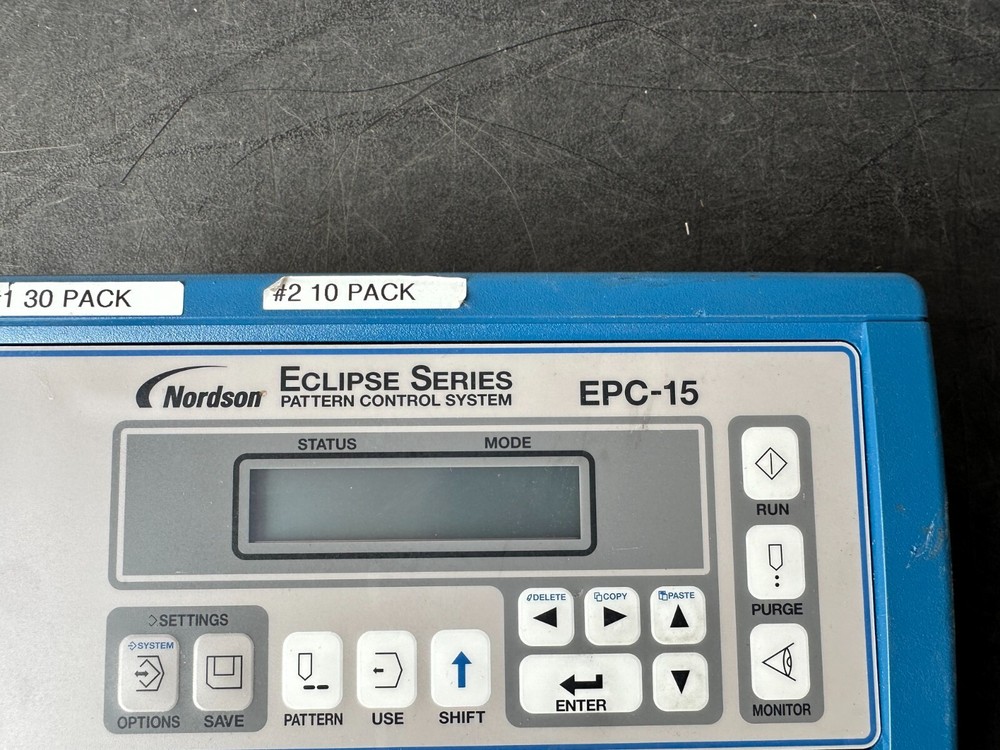 #1 30 PACK
#2 10 PACK
Nordson
ECLIPSE SERIES
PATTERN CONTROL SYSTEM
EPC-15
STATUS
MODE
RUN
PURGE
MONITOR
DELETE
COPY
PASTE
ENTER
SETTINGS
SYSTEM
OPTIONS
SAVE
PATTERN
USE
SHIFT